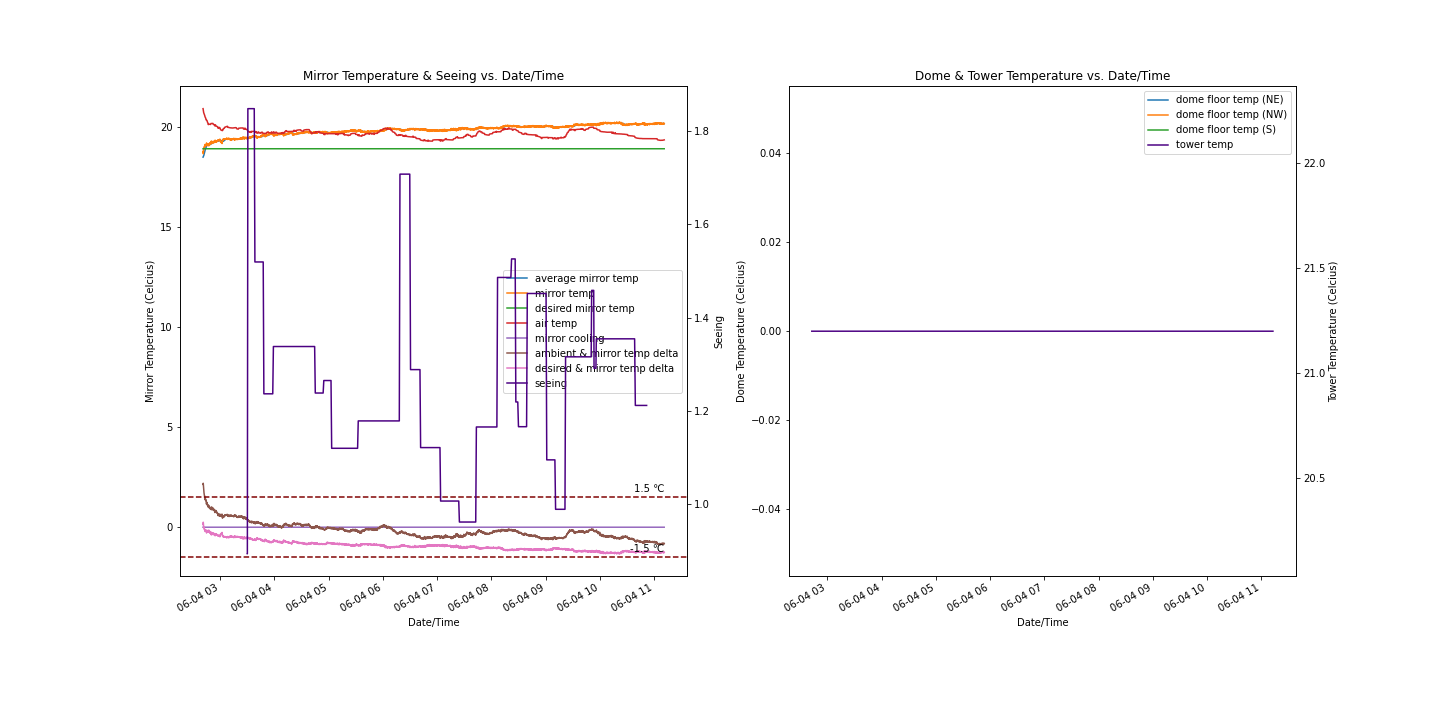 Mirror Temperature & Seeing vs. Date/Time
Mirror Temperature (Celcius)
20
15
10
5
0
1.8
1.6
1.4
1.2
1.0
Seeing
average mirror temp
mirror temp
desired mirror temp
air temp
mirror cooling
ambient & mirror temp delta
desired & mirror temp delta
seeing
1.5 °C
-1.5 °C
06-04 03
06-04 04
06-04 05
06-04 06
06-04 07
06-04 08
06-04 09
06-04 10
06-04 11
Date/Time
Dome & Tower Temperature vs. Date/Time
Dome Temperature (Celcius)
0.04
0.02
0.00
−0.02
−0.04
dome floor temp (NE)
dome floor temp (NW)
dome floor temp (S)
tower temp
22.0
21.5
21.0
20.5
Tower Temperature (Celcius)
06-04 03
06-04 04
06-04 05
06-04 06
06-04 07
06-04 08
06-04 09
06-04 10
06-04 11
Date/Time